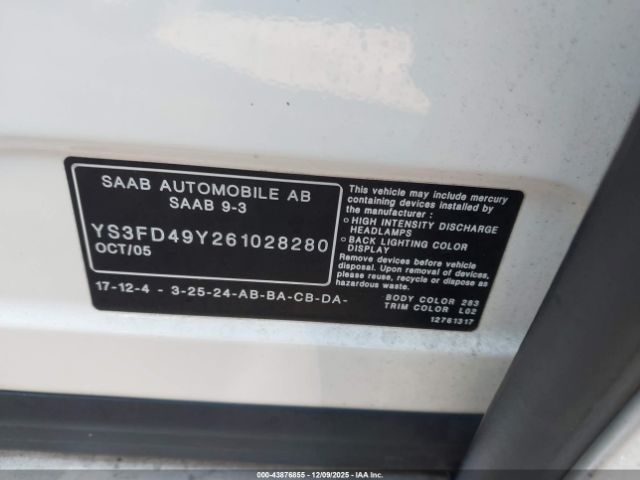 SAAB AUTOMOBILE AB
SAAB 9-3
YS3FD49Y261028280
OCT/05
17-12-4 - 3-25-24-AB-BA-CB-DA-
This vehicle may include mercury
containing devices installed by
the manufacturer:
○ HIGH INTENSITY DISCHARGE
HEADLAMPS
○ BACK LIGHTING COLOR
DISPLAY
Remove devices before vehicle
disposal. Upon removal of devices,
please reuse, recycle or dispose as
hazardous waste.
BODY COLOR 283
TRIM COLOR L02
12761317
500 - 43876855 - 12/09/2025 - IAA Inc.